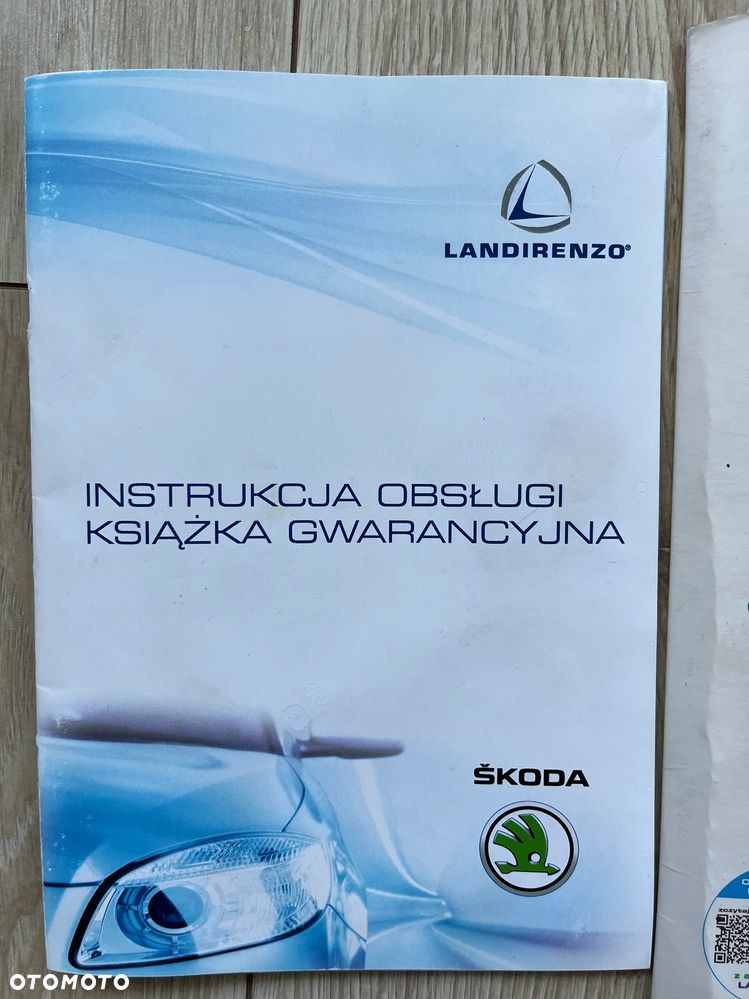 LANDIRENZO®
INSTRUKCJA OBSŁUGI
KSIĄŻKA GWARANCYJNA
ŠKODA
OTOMOTO